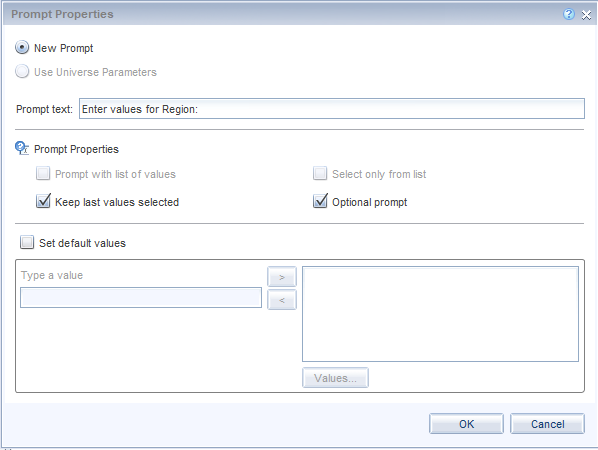 Prompt Properties
New Prompt
Use Universe Parameters
Prompt text: Enter values for Region:
Prompt Properties
Prompt with list of values Select only from list
Keep last values selected Optional prompt
Set default values
Type a value >
<
Values...
OK Cancel